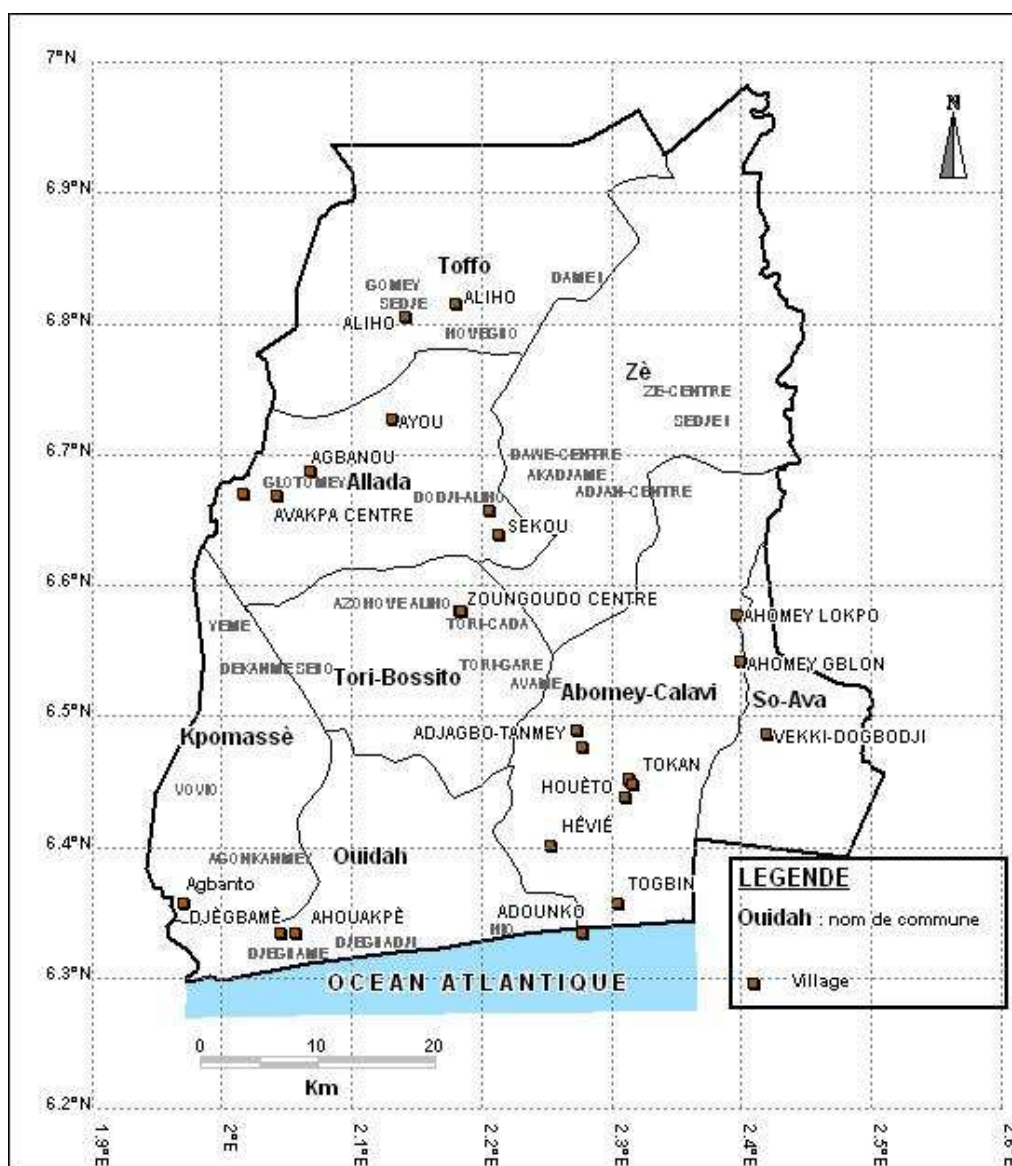 7°N
N
6.9°N
Toffo
GOMEY
DAME I
SEDJE
ALIHO
6.8°N
ALIHO
HOUEGBO
Zè
ZE-CENTRE
SEDJE I
AYOU
6.7°N
AGBANOU
DAWE-CENTRE
GLOTOMEY
Allada
AKADJAME
DODJI-ALIHO
ADJAN-CENTRE
AVAKPA CENTRE
SEKOU
6.6°N
AZOHOUE ALIHO
ZOUNGOUDO CENTRE
YEME
TORI-CADA
AHOMEY LOKPO
Tori-Bossito
TORI-GARE
AHOMEY GBLON
AVAME
Abomey-Calavi
So-Ava
6.5°N
Kpomassè
ADJAGBO-TANMEY
VEKKI-DOGBODJI
TOKAN
HOUÈTO
HÊVIÉ
6.4°N
AGONKANMEY
Ouidah
Agbanto
TOGBIN
DJÈGBAMÈ
AHOUAKPÈ
ADOUNKO
DJEGBAME
DJEGBADJI
LEGENDE
Ouidah : nom de commune
Village
6.3°N
OCEAN ATLANTIQUE
0 10 20
Km
6.2°N
1.9°E
2°E
2.1°E
2.2°E
2.3°E
2.4°E
2.5°E